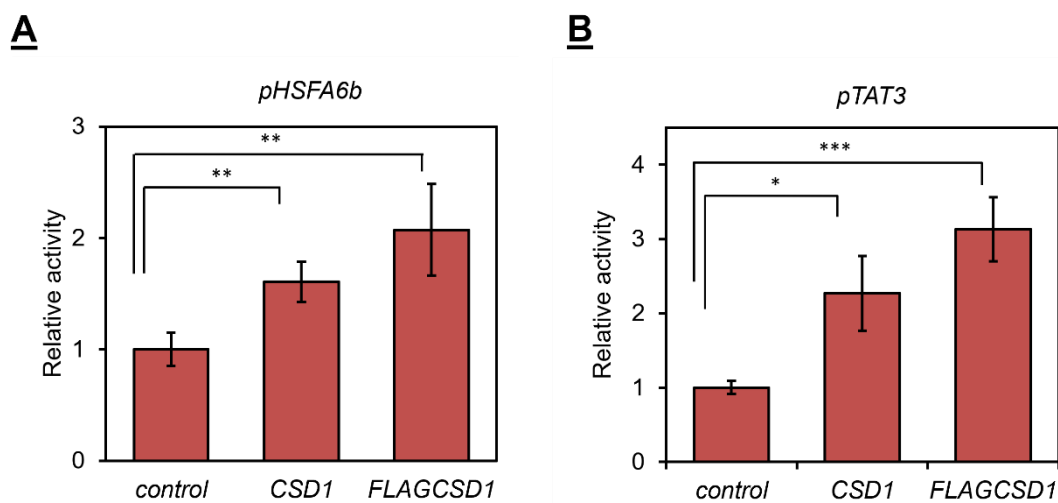 A
pHSFA6b
Relative activity
3
2
1
0
**
**
control CSD1 FLAGCSD1
B
pTAT3
Relative activity
4
3
2
1
0
***
*
control CSD1 FLAGCSD1